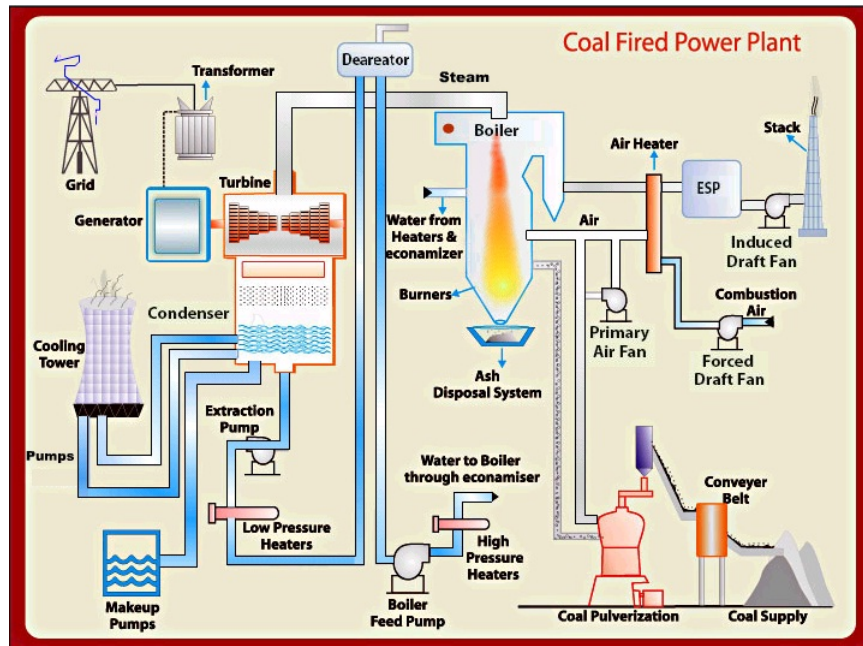 Coal Fired Power Plant
Deareator
Transformer
Steam
Boiler
Stack
Air Heater
Grid
Turbine
ESP
Generator
Water from
Heaters &
econamizer
Air
Induced
Draft Fan
Burners
Combustion
Air
Condenser
Primary
Air Fan
Cooling
Tower
Forced
Draft Fan
Ash
Disposal System
Extraction
Pump
Pumps
Water to Boiler
through economiser
Conveyer
Belt
Low Pressure
Heaters
High
Pressure
Heaters
Makeup
Pumps
Boiler
Feed Pump
Coal Pulverization
Coal Supply